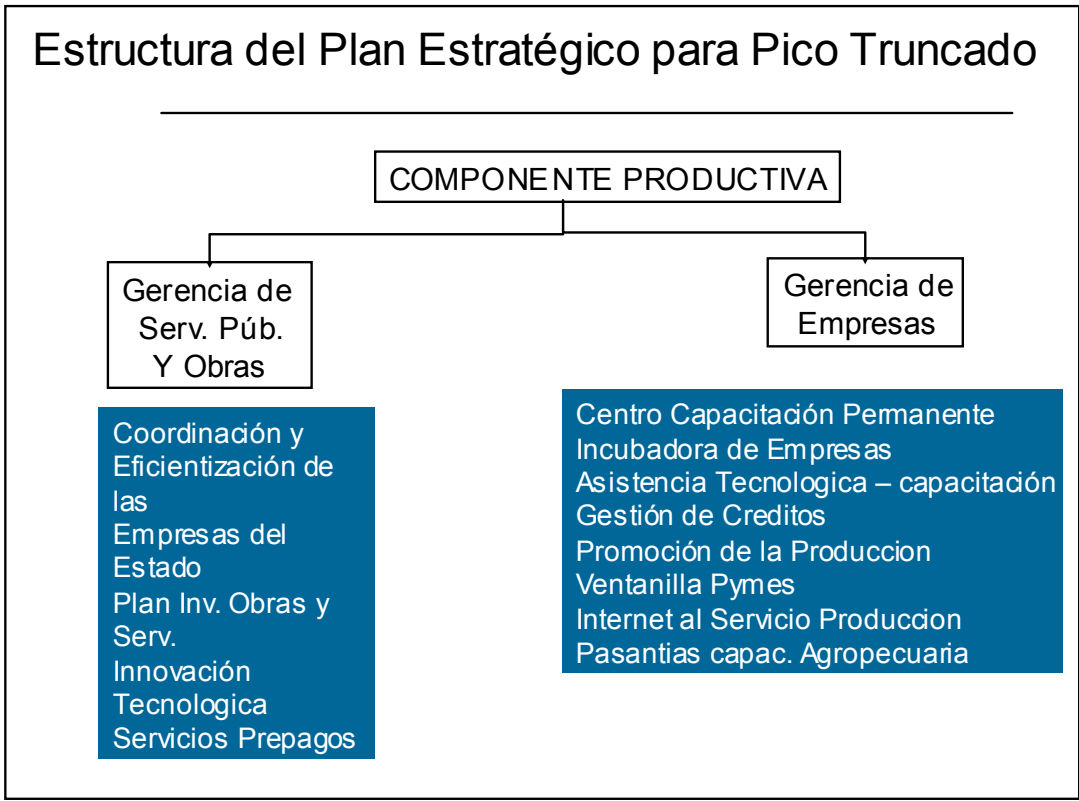 Estructura del Plan Estratégico para Pico Truncado
COMPONENTE PRODUCTIVA
Gerencia de
Serv. Púb.
Y Obras
Gerencia de
Empresas
Coordinación y
Eficientización de
las
Empresas del
Estado
Plan Inv. Obras y
Serv.
Innovación
Tecnologica
Servicios Prepagos
Centro Capacitación Permanente
Incubadora de Empresas
Asistencia Tecnologica – capacitación
Gestión de Creditos
Promoción de la Produccion
Ventanilla Pymes
Internet al Servicio Produccion
Pasantias capac. Agropecuaria